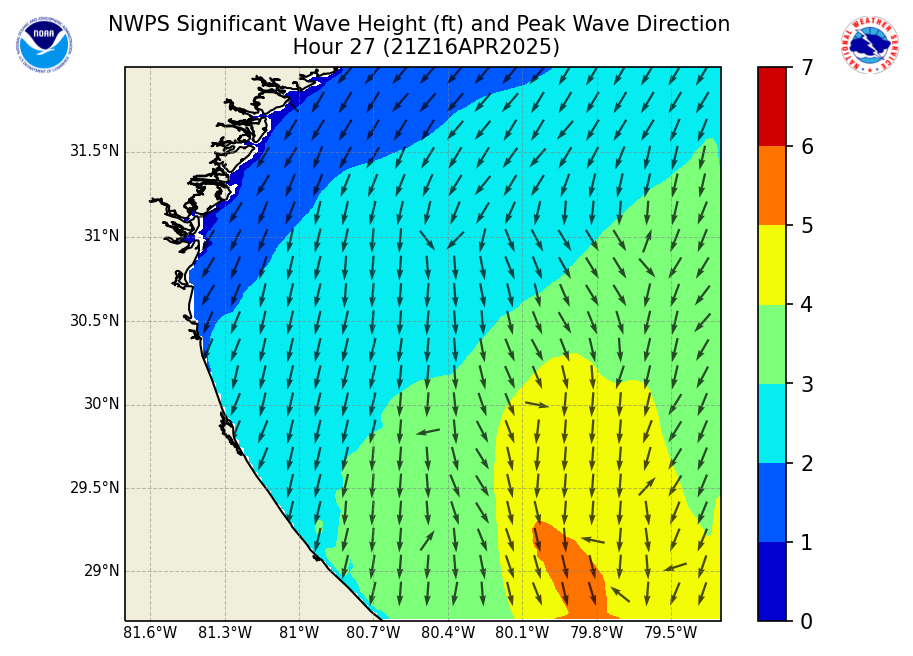 NWPS Significant Wave Height (ft) and Peak Wave Direction
Hour 27 (21Z16APR2025)
NOAA
NATIONAL WEATHER SERVICE
31.5°N
31°N
30.5°N
30°N
29.5°N
29°N
81.6°W 81.3°W 81°W 80.7°W 80.4°W 80.1°W 79.8°W 79.5°W
7
6
5
4
3
2
1
0